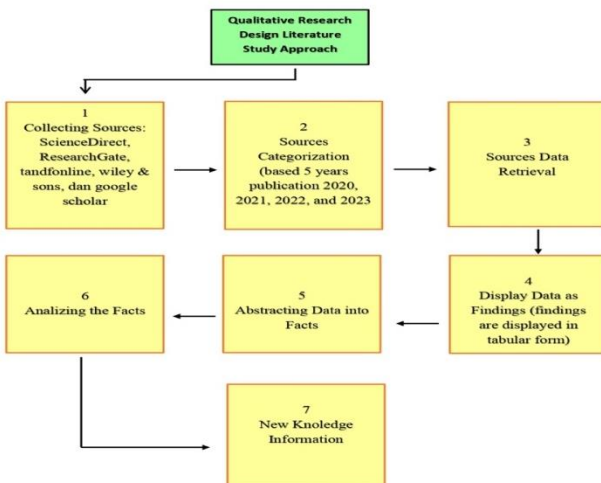 Qualitative Research
Design Literature
Study Approach
1
Collecting Sources:
ScienceDirect,
ResearchGate,
tandfonline, wiley &
sons, dan google
scholar
2
Sources
Categorization
(based 5 years
publication 2020,
2021, 2022, and 2023
3
Sources Data
Retrieval
4
Display Data as
Findings (findings
are displayed in
tabular form)
5
Abstracting Data into
Facts
6
Analizing the Facts
7
New Knoledge
Information